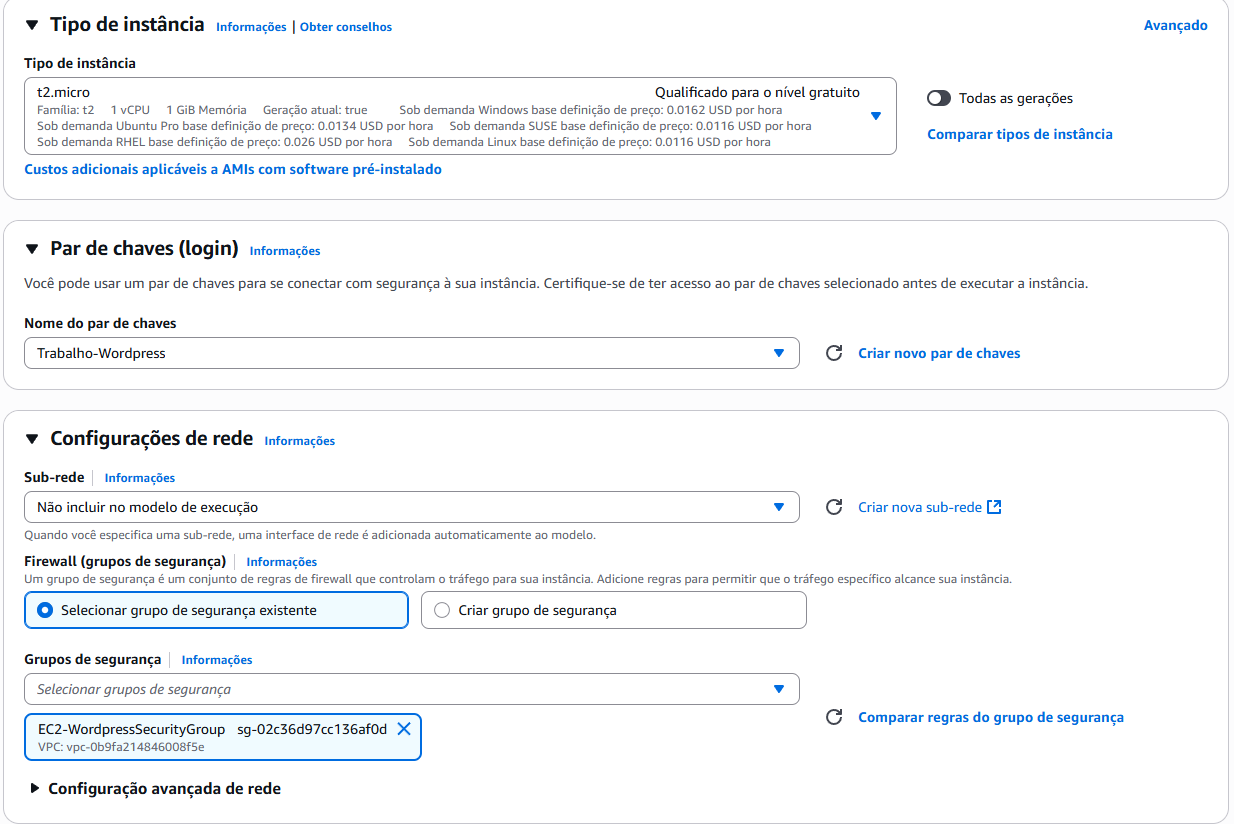 Tipo de instância Informações | Obter conselhos Avançado
Tipo de instância
t2.micro Qualificado para o nível gratuito
Família: t2 1 vCPU 1 GiB Memória Geração atual: true Sob demanda Windows base definição de preço: 0.0162 USD por hora
Sob demanda Ubuntu Pro base definição de preço: 0.0134 USD por hora Sob demanda SUSE base definição de preço: 0.0116 USD por hora
Sob demanda RHEL base definição de preço: 0.026 USD por hora Sob demanda Linux base definição de preço: 0.0116 USD por hora
Todas as gerações
Comparar tipos de instância
Custos adicionais aplicáveis a AMIs com software pré-instalado
Par de chaves (login) Informações
Você pode usar um par de chaves para se conectar com segurança à sua instância. Certifique-se de ter acesso ao par de chaves selecionado antes de executar a instância.
Nome do par de chaves
Trabalho-Wordpress Criar novo par de chaves
Configurações de rede Informações
Sub-rede Informações
Não incluir no modelo de execução Criar nova sub-rede
Quando você especifica uma sub-rede, uma interface de rede é adicionada automaticamente ao modelo.
Firewall (grupos de segurança) Informações
Um grupo de segurança é um conjunto de regras de firewall que controlam o tráfego para sua instância. Adicione regras para permitir que o tráfego específico alcance sua instância.
Selecionar grupo de segurança existente Criar grupo de segurança
Grupos de segurança Informações
Selecionar grupos de segurança
EC2-WordpressSecurityGroup sg-02c36d97cc136af0d
VPC: vpc-0b9fa214846008f5e
Comparar regras do grupo de segurança
Configuração avançada de rede